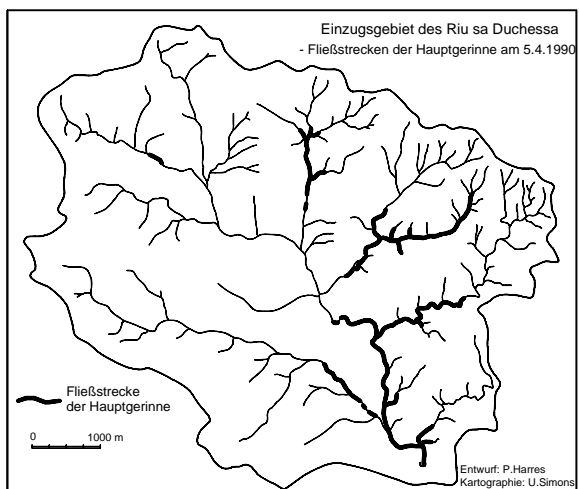 Einzugsgebiet des Riu sa Duchessa
- Fließstrecken der Hauptgerinne am 5.4.1990
Fließstrecke
der Hauptgerinne
0 1000 m
Entwurf: P.Harres
Kartographie: U.Simons